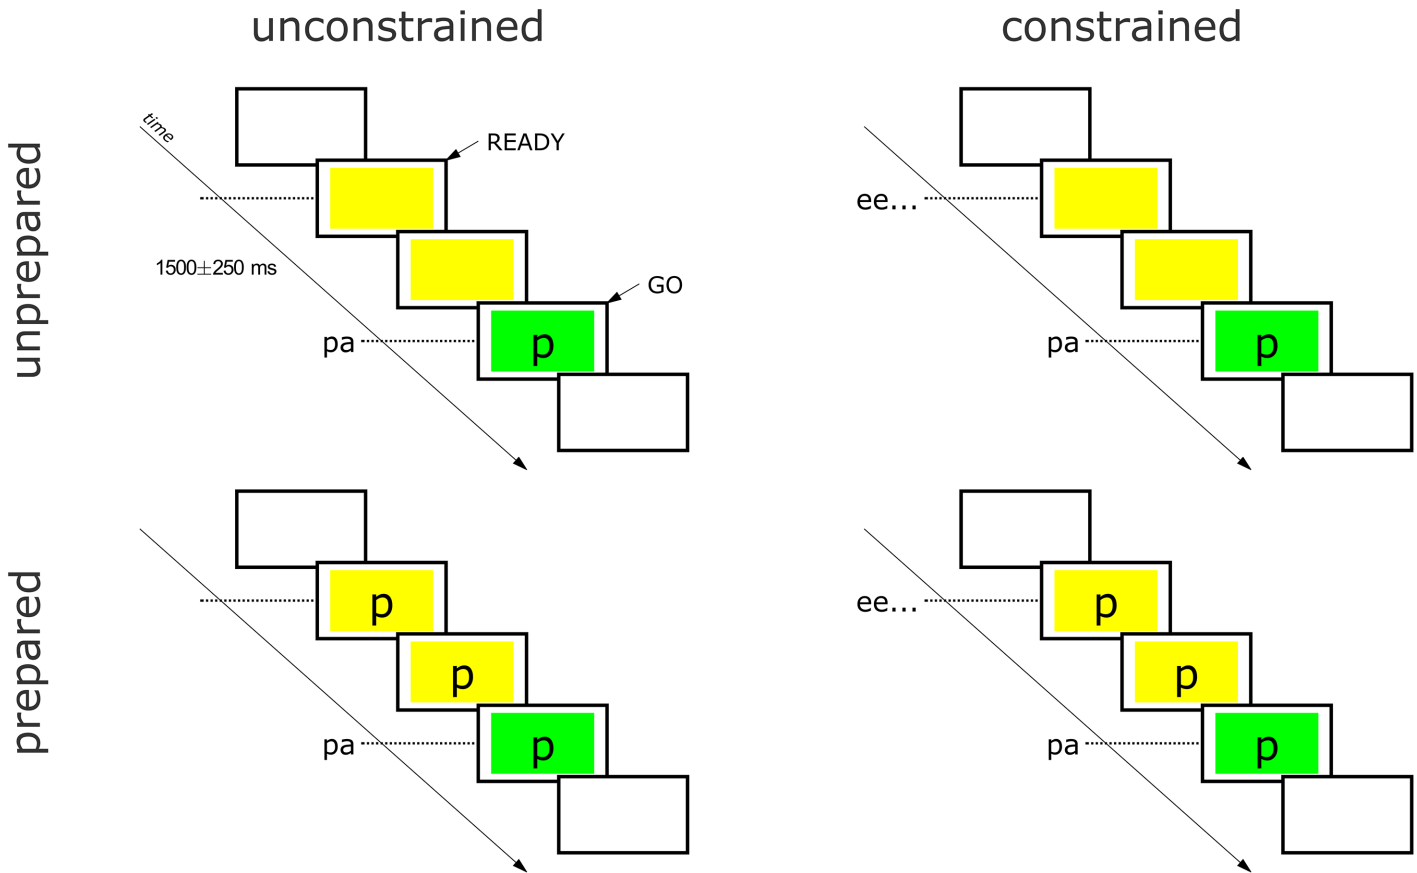 unconstrained
constrained
unprepared
time
READY
1500±250 ms
GO
pa
p
ee...
pa
p
prepared
p
p
pa
p
ee...
p
p
pa
p